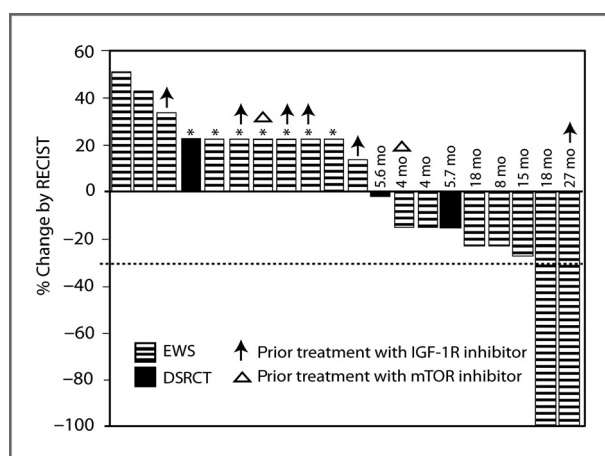 60
40
20
0
−20
−40
−60
−80
−100
% Change by RECIST
* * * * * * *
5.6 mo
4 mo
4 mo
5.7 mo
18 mo
8 mo
15 mo
18 mo
27 mo
EWS
DSRCT
Prior treatment with IGF-1R inhibitor
Prior treatment with mTOR inhibitor